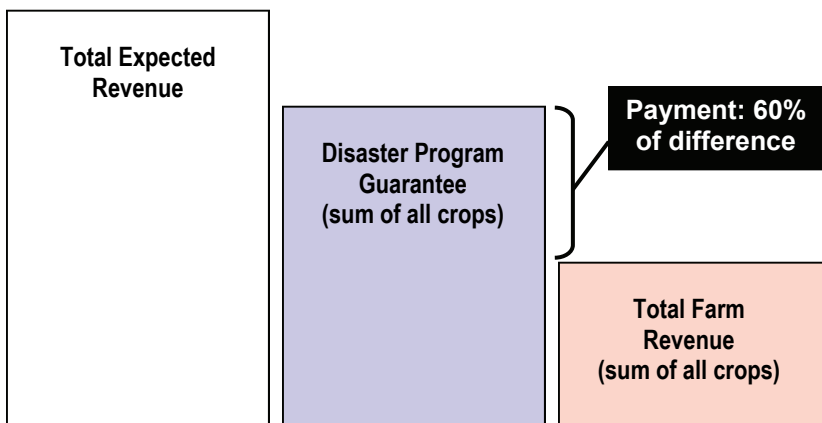 Total Expected
Revenue
Disaster Program
Guarantee
(sum of all crops)
Payment: 60%
of difference
Total Farm
Revenue
(sum of all crops)